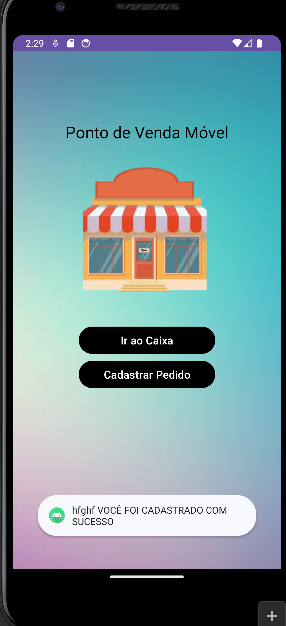 2:29
Ponto de Venda Móvel
Ir ao Caixa
Cadastrar Pedido
hfghf VOCÊ FOI CADASTRADO COM
SUCESSO